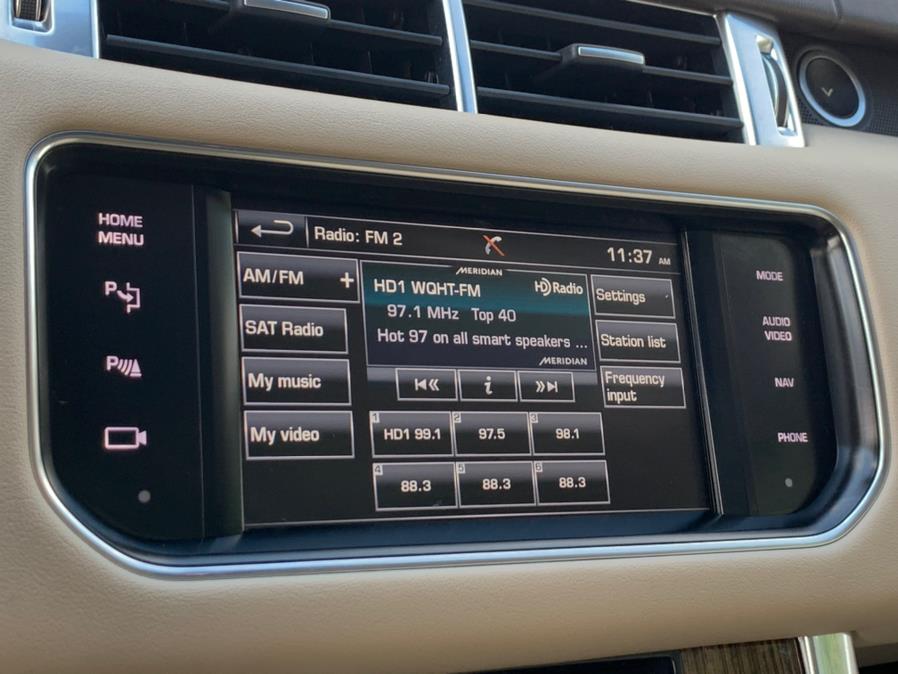 HOME
MENU
P
P
Radio: FM 2
11:37 AM
AM/FM +
SAT Radio
My music
My video
MERIDIAN
HD1 WQHT-FM HD Radio
97.1 MHz Top 40
Hot 97 on all smart speakers ...
MERIDIAN
i
1 HD1 99.1
2 97.5
3 98.1
4 88.3
5 88.3
6 88.3
Settings
Station list
Frequency
input
MODE
AUDIO
VIDEO
NAV
PHONE